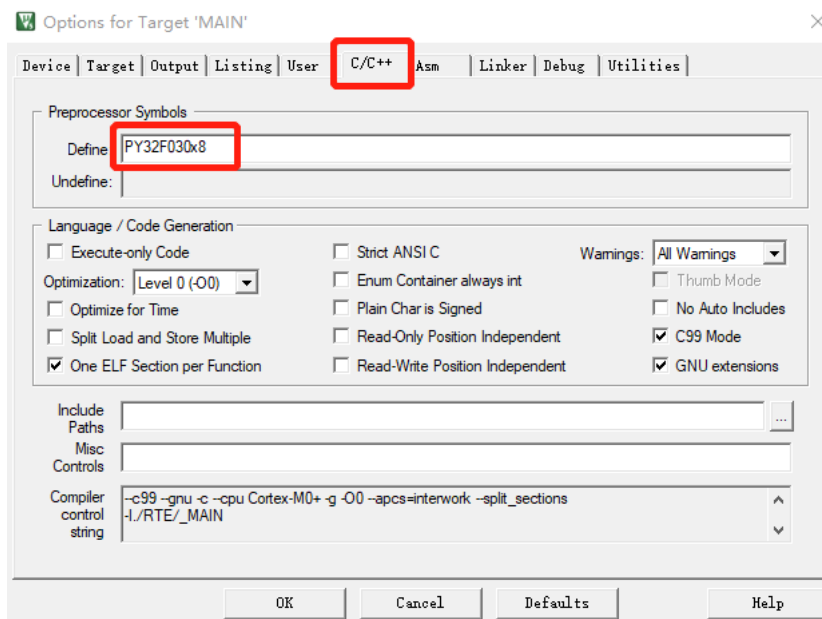 Options for Target 'MAIN'
Device Target Output Listing User C/C++ Asm Linker Debug Utilities
Preprocessor Symbols
Define PY32F030x8
Undefine:
Language / Code Generation
Execute-only Code Strict ANSI C Warnings: All Warnings
Optimization: Level 0 (-O0) Enum Container always int Thumb Mode
Optimize for Time Plain Char is Signed No Auto Includes
Split Load and Store Multiple Read-Only Position Independent C99 Mode
One ELF Section per Function Read-Write Position Independent GNU extensions
Include
Paths
...
Misc
Controls
Compiler
control
string
--c99 --gnu -c --cpu Cortex-M0+ -g -O0 --apcs=interwork --split_sections
-I./RTE/_MAIN
OK Cancel Defaults Help